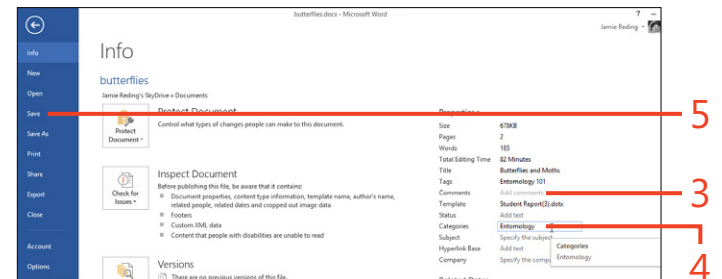 butterflies.docx - Microsoft Word
?
Jamie Reding
Info
New
Open
Save
Save As
Print
Share
Export
Close
Account
Options
Info
butterflies
Jamie Reding's SkyDrive » Documents
Protect Document
Protect Document
Control what types of changes people can make to this document.
Check for Issues
Inspect Document
Before publishing this file, be aware that it contains:
Document properties, content type information, template name, author's name,
related people, related dates and cropped out image data
Footers
Custom XML data
Content that people with disabilities are unable to read
Versions
There are no previous versions of this file.
Properties
Size 678KB
Pages 2
Words 185
Total Editing Time 82 Minutes
Title Butterflies and Moths
Tags Entomology 101
Comments Add comments
Template Student Report(3).dotx
Status Add text
Categories Entomology
Subject Specify the subject
Hyperlink Base Add text
Company Specify the
Categories
Entomology
5
3
1
4